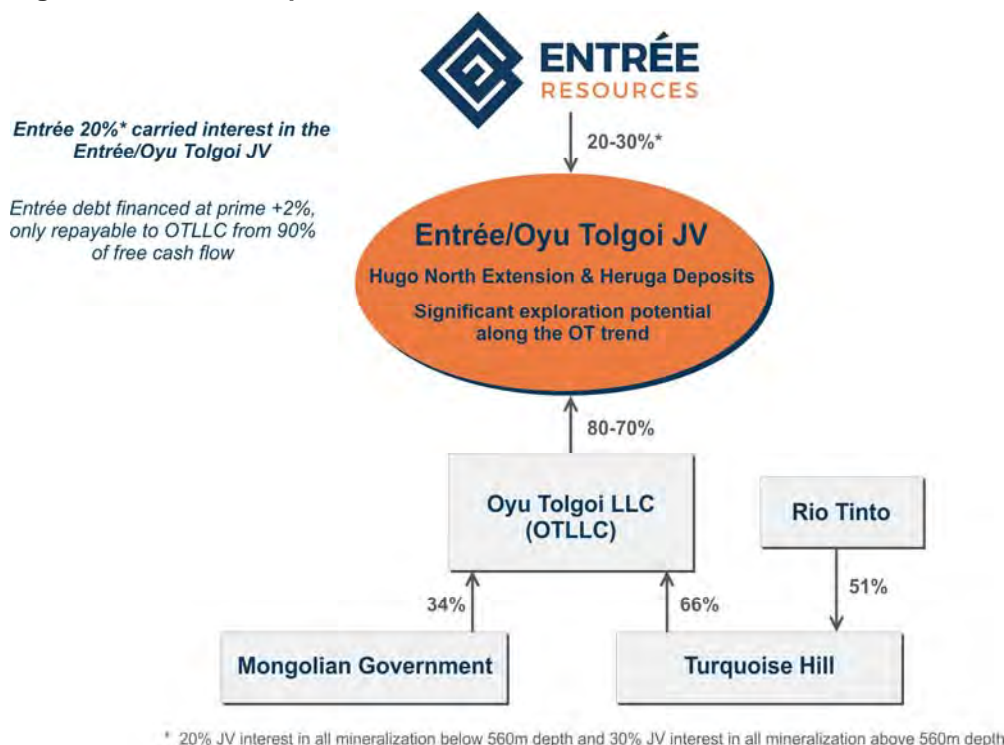 ENTRÉE
RESOURCES
Entrée 20%* carried interest in the
Entrée/Oyu Tolgoi JV
20-30%*
Entrée debt financed at prime +2%,
only repayable to OTLLC from 90%
of free cash flow
Entrée/Oyu Tolgoi JV
Hugo North Extension & Heruga Deposits
Significant exploration potential
along the OT trend
80-70%
Oyu Tolgoi LLC
(OTLLC)
Rio Tinto
34%
66%
51%
Mongolian Government
Turquoise Hill
* 20% JV interest in all mineralization below 560m depth and 30% JV interest in all mineralization above 560m depth